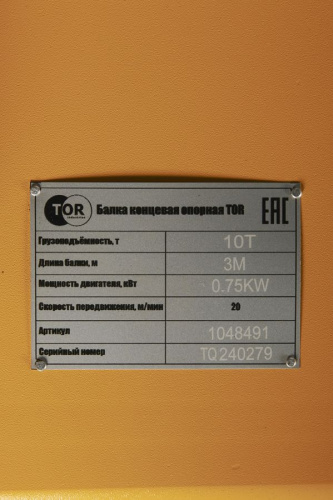 TOR Балка концевая опорная TOR EAC
Грузоподъёмность, т 10T
Длина балки, м 3M
Мощность двигателя, кВт 0.75KW
Скорость передвижения, м/мин 20
Артикул 1048491
Серийный номер TQ240279